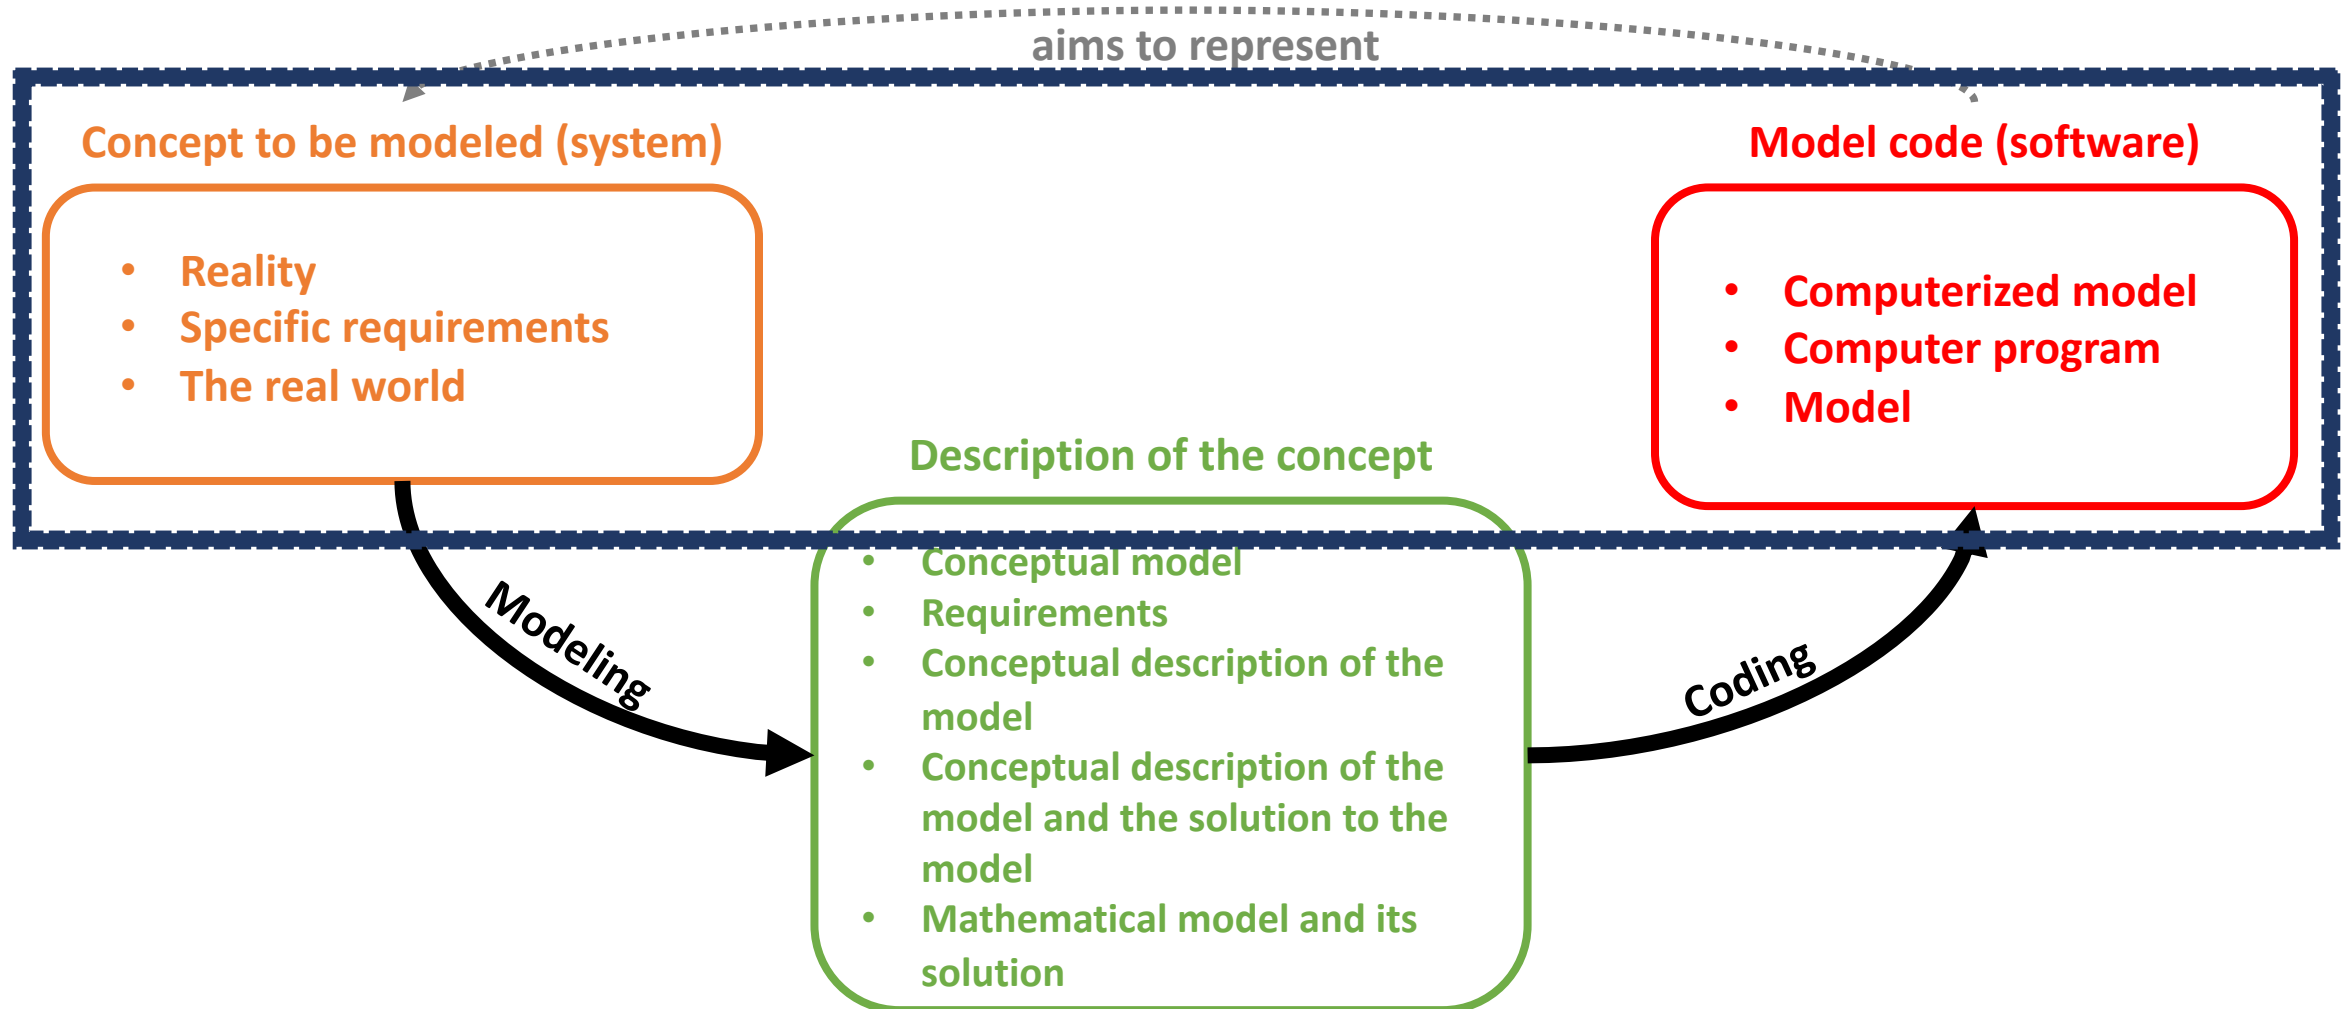 aims to represent
Concept to be modeled (system)
• Reality
• Specific requirements
• The real world
Model code (software)
• Computerized model
• Computer program
• Model
Description of the concept
• Conceptual model
• Requirements
• Conceptual description of the
model
• Conceptual description of the
model and the solution to the
model
• Mathematical model and its
solution
Modeling
Coding